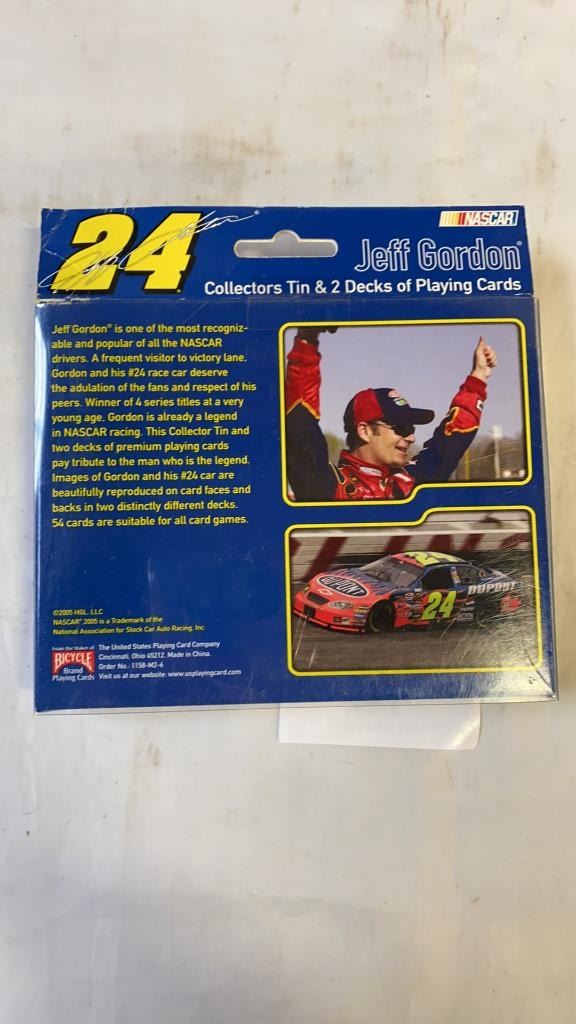 24
NASCAR
Jeff Gordon®
Collectors Tin & 2 Decks of Playing Cards
Jeff Gordon® is one of the most recogniz-
able and popular of all the NASCAR
drivers. A frequent visitor to victory lane,
Gordon and his #24 race car deserve
the adulation of the fans and respect of his
peers. Winner of 4 series titles at a very
young age, Gordon is already a legend
in NASCAR racing. This Collector Tin and
two decks of premium playing cards
pay tribute to the man who is the legend.
Images of Gordon and his #24 car are
beautifully reproduced on card faces and
backs in two distinctly different decks.
54 cards are suitable for all card games.
DUPONT
24
DUPONT
©2005 HGL, LLC
NASCAR® 2005 is a Trademark of the
National Association for Stock Car Auto Racing, Inc.
From the Maker of
BICYCLE
Brand
Playing Cards
The United States Playing Card Company
Cincinnati, Ohio 45212. Made in China.
Order No.: 1158-M2-6
Visit us at our website: www.usplayingcard.com